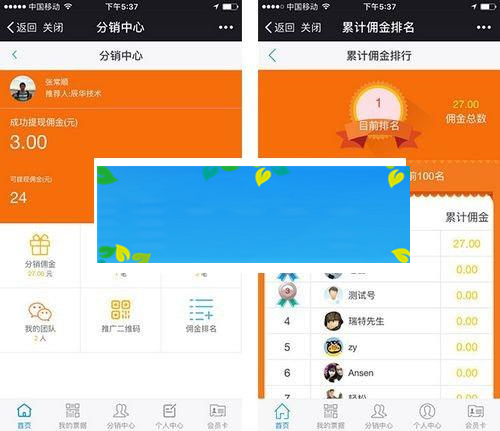 中国移动 下午5:37
返回 关闭 分销中心
分销中心
张常顺
推荐人:辰华技术
成功提现佣金(元)
3.00
可提现佣金(元)
24
分销佣金
27.00 元
笔
笔
我的团队
2 人
推广二维码
佣金排名
首页 我的票据 分销中心 个人中心 会员卡
中国移动 下午5:37
返回 关闭 累计佣金排名
累计佣金排行
1
目前排名
27.00
佣金总数
前100名
累计佣金
27.00
0.00
3 测试号 0.00
4 瑞特先生 0.00
5 zy 0.00
6 Ansen 0.00
首页 我的票据 分销中心 个人中心 会员卡